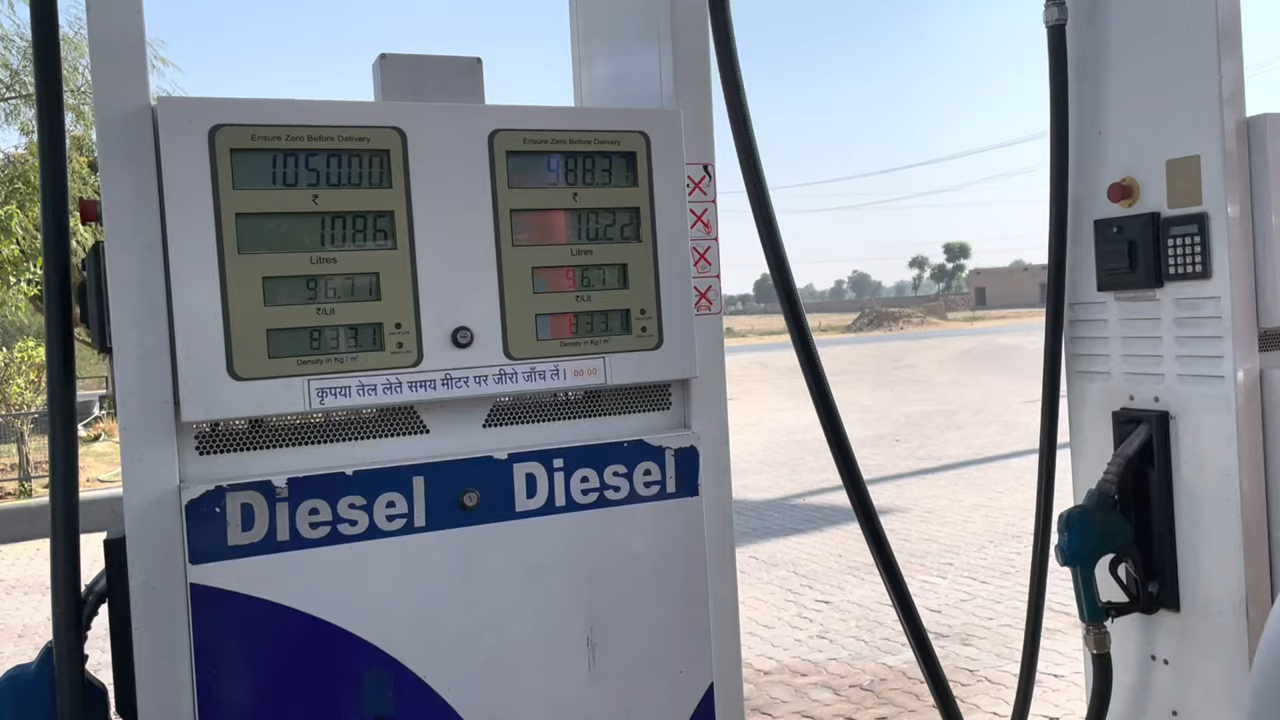 Ensure Zero Before Delivery
1050.00
₹
10.86
Litres
96.71
₹/Lit
833.1
Density in Kg / m³
Ensure Zero Before Delivery
988.37
₹
10.22
Litres
96.71
₹/Lit
833.1
Density in Kg / m³
कृपया तेल लेते समय मीटर पर जीरो जाँच लें। 00:00
Diesel Diesel